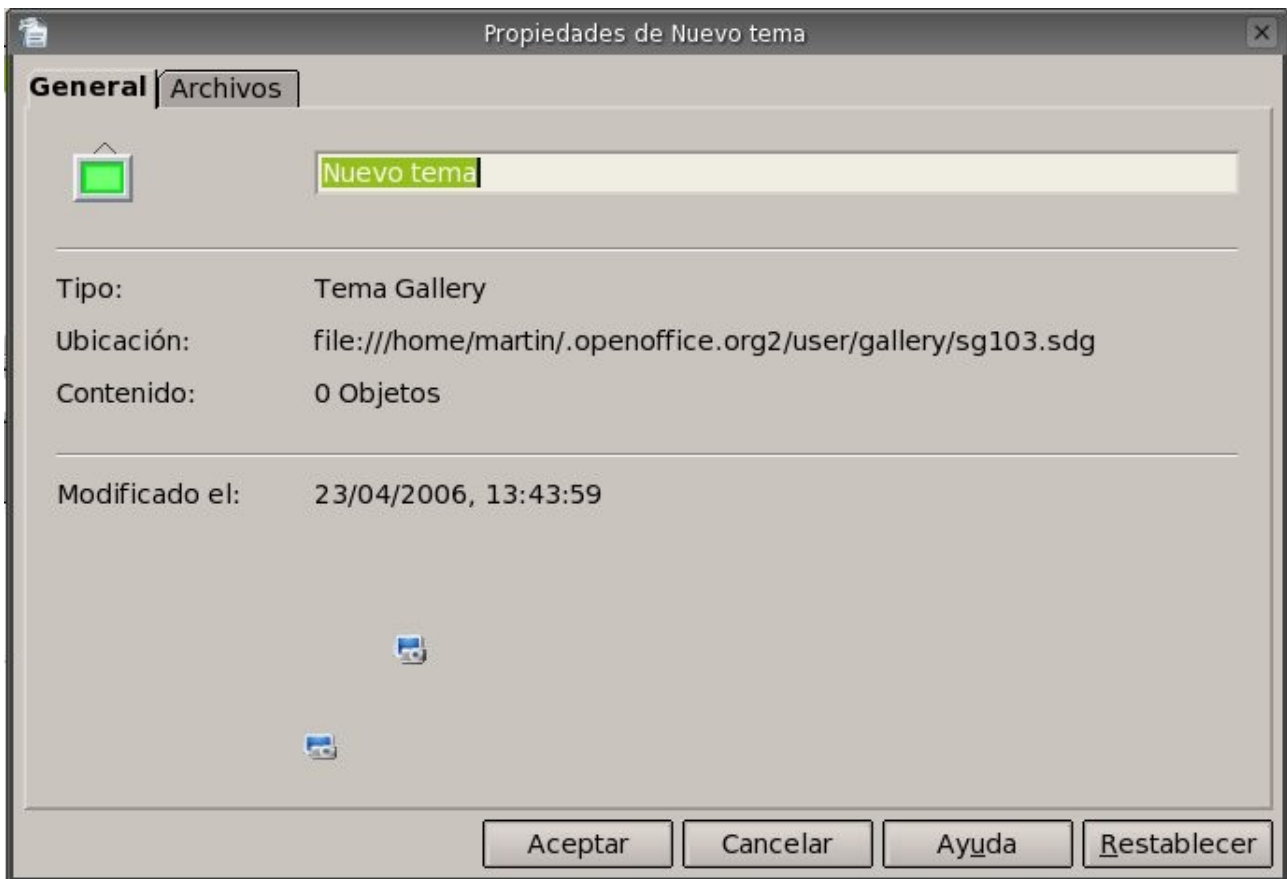 Propiedades de Nuevo tema
General Archivos
Nuevo tema
Tipo: Tema Gallery
Ubicación: file:///home/martin/.openoffice.org2/user/gallery/sg103.sdg
Contenido: 0 Objetos
Modificado el: 23/04/2006, 13:43:59
Aceptar Cancelar Ayuda Restablecer